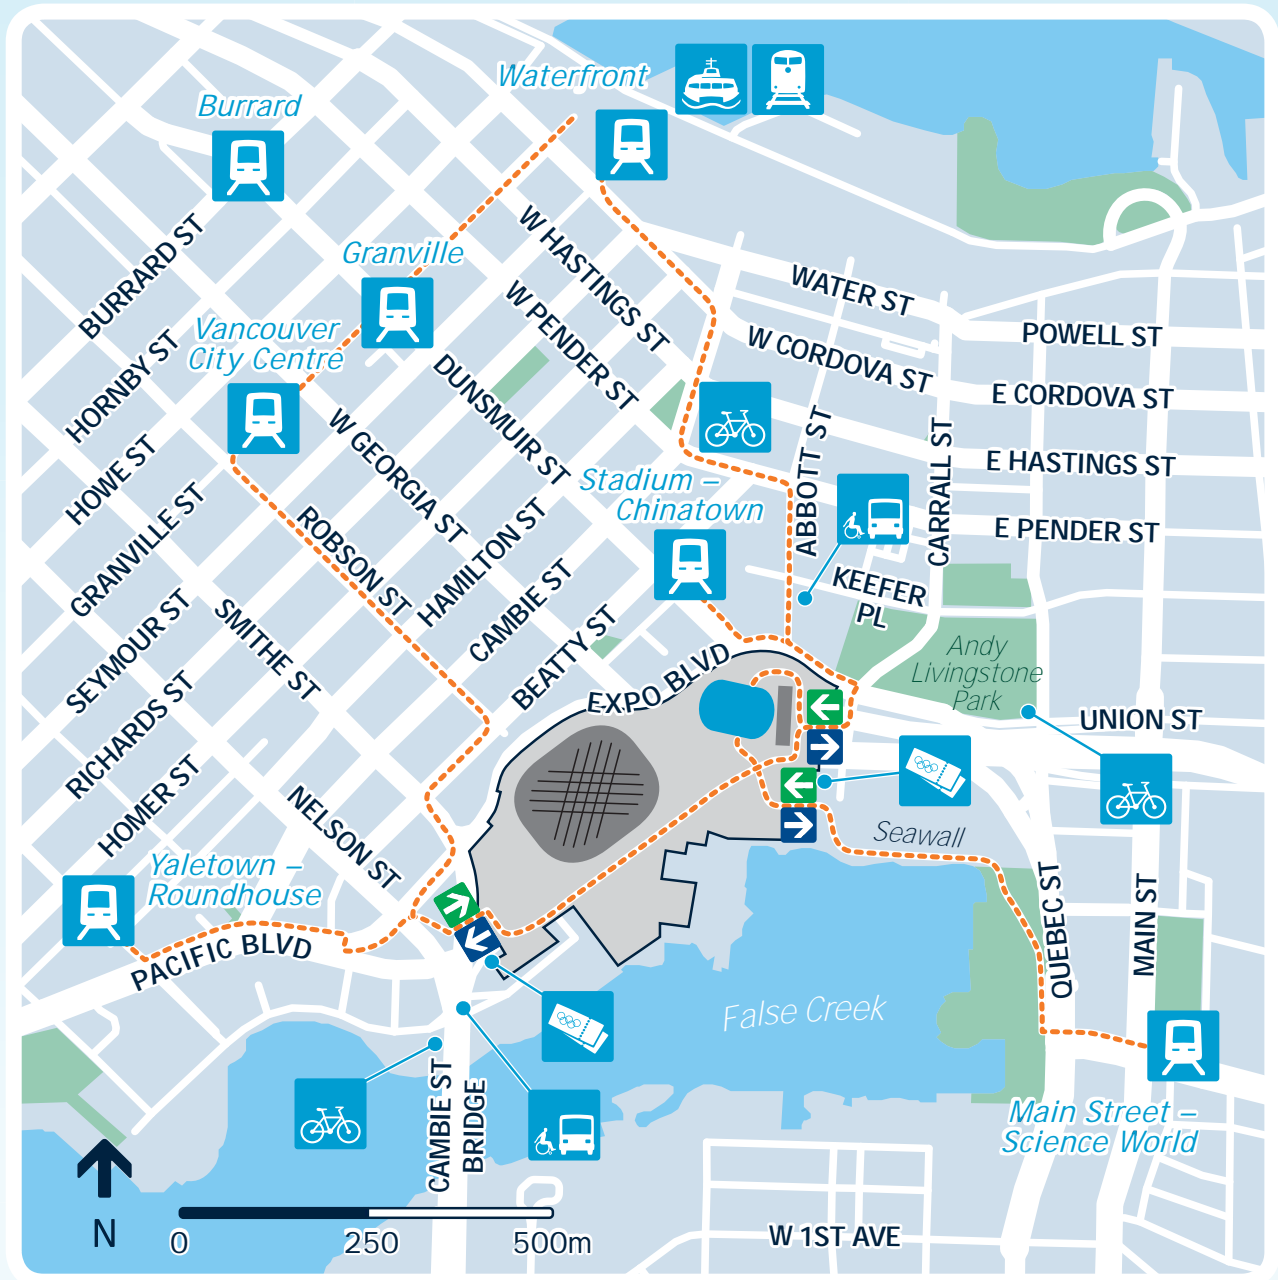 Waterfront
Burrard
Granville
Vancouver
City Centre
BURRARD ST
HORNBY ST
HOWE ST
GRANVILLE ST
SEYMOUR ST
RICHARDS ST
HOMER ST
W HASTINGS ST
W PENDER ST
DUNSMUIR ST
W GEORGIA ST
ROBSON ST
SMITHE ST
NELSON ST
HAMILTON ST
CAMBIE ST
BEATTY ST
WATER ST
W CORDOVA ST
POWELL ST
E CORDOVA ST
E HASTINGS ST
E PENDER ST
ABBOTT ST
CARRALL ST
KEEFER
PL
Stadium –
Chinatown
EXPO BLVD
Andy
Livingstone
Park
UNION ST
Seawall
QUEBEC ST
MAIN ST
Yaletown –
Roundhouse
PACIFIC BLVD
False Creek
CAMBIE ST
BRIDGE
Main Street –
Science World
W 1ST AVE
N
0
250
500m